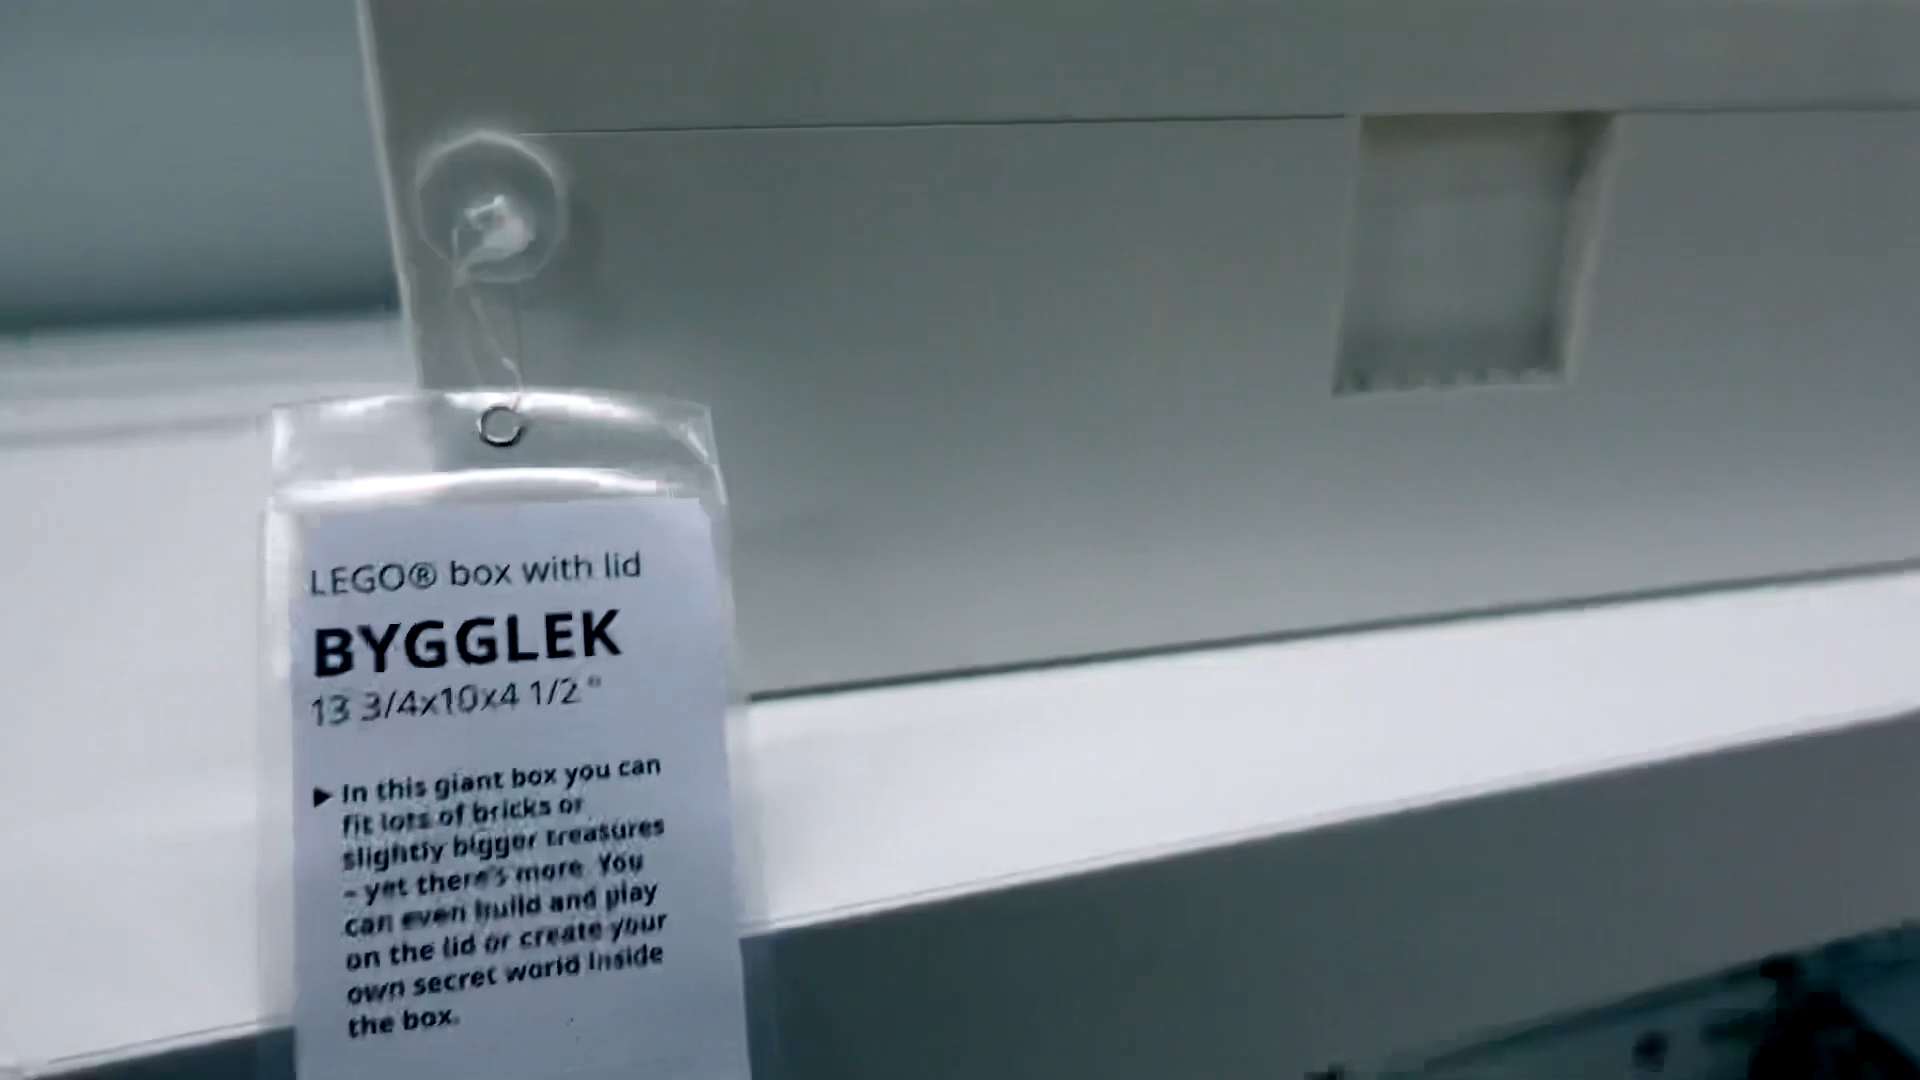 LEGO® box with lid
BYGGLEK
13 3/4x10x4 1/2 "
▶ In this giant box you can
fit lots of bricks or
slightly bigger treasures
– yet there's more. You
can even build and play
on the lid or create your
own secret world inside
the box.